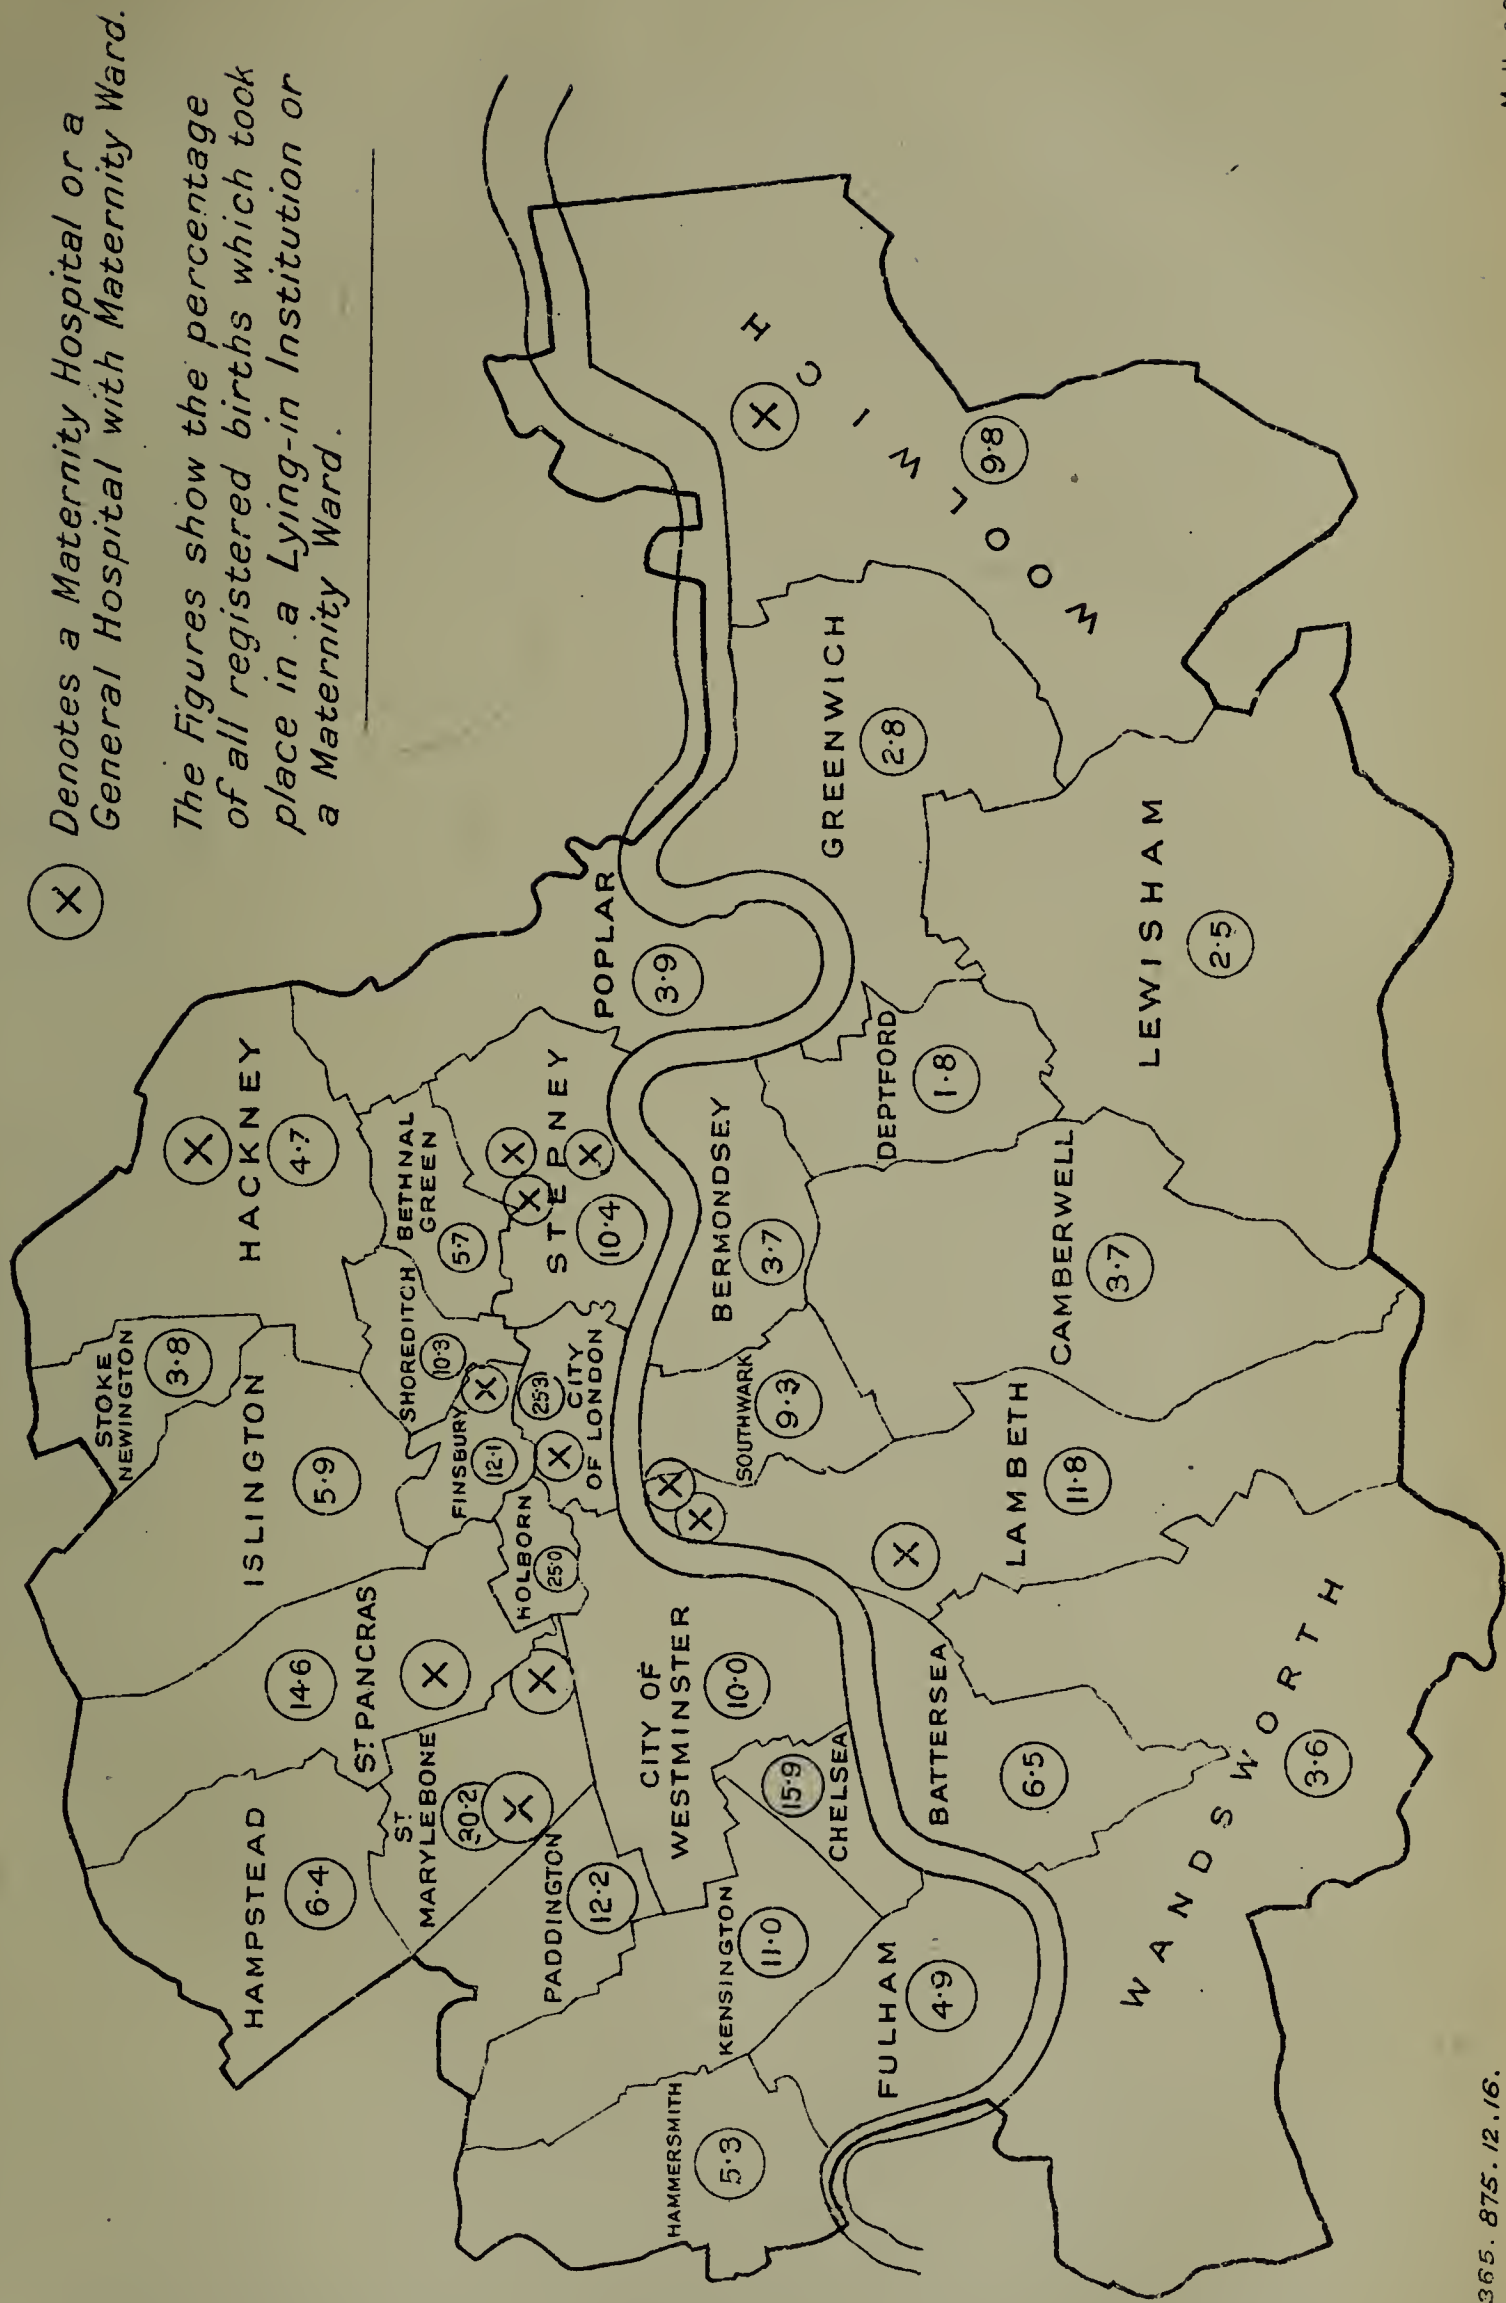 X Denotes a Maternity Hospital or a
General Hospital with Maternity Ward.
The Figures show the percentage
of all registered births which took
place in a Lying-in Institution or
a Maternity Ward.
HAMPSTEAD
6·4
ST PANCRAS
14·6
X
ISLINGTON
5·9
STOKE
NEWINGTON
3·8
HACKNEY
X
4·7
ST
MARYLEBONE
30·2
X
X
PADDINGTON
12·2
HOLBORN
25·0
FINSBURY
12·1
X
SHOREDITCH
10·3
BETHNAL
GREEN
5·7
STEPNEY
X
X
X
10·4
POPLAR
3·9
CITY
OF LONDON
25·3
X
CITY OF
WESTMINSTER
10·0
HAMMERSMITH
5·3
KENSINGTON
11·0
CHELSEA
15·9
FULHAM
4·9
X
X
SOUTHWARK
9·3
BERMONDSEY
3·7
DEPTFORD
1·8
GREENWICH
2·8
WOOLWICH
X
9·8
BATTERSEA
6·5
X
LAMBETH
11·8
CAMBERWELL
3·7
LEWISHAM
2·5
WANDSWORTH
3·6
365. 875. 12. 16.